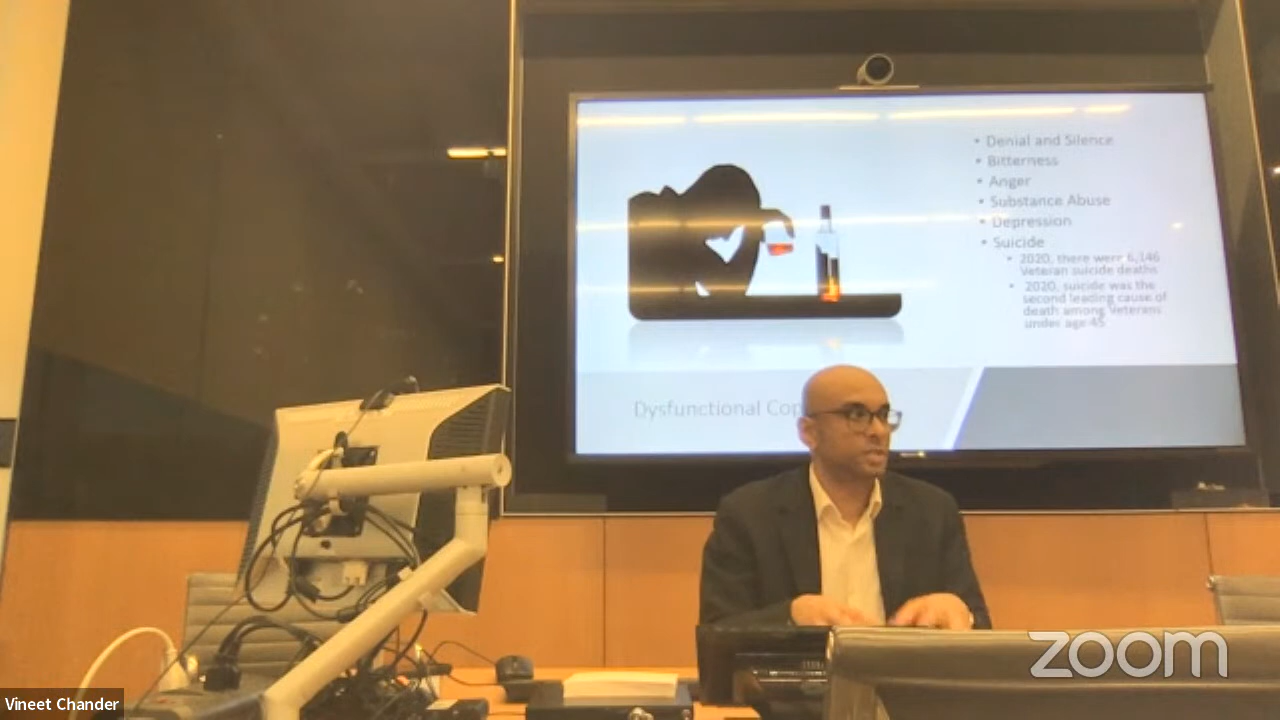 • Denial and Silence
• Bitterness
• Anger
• Substance Abuse
• Depression
• Suicide
• 2020, there were 6,146
Veteran suicide deaths
• 2020, suicide was the
second leading cause of
death among Veterans
under age 45
Dysfunctional Cop
zoom
Vineet Chander